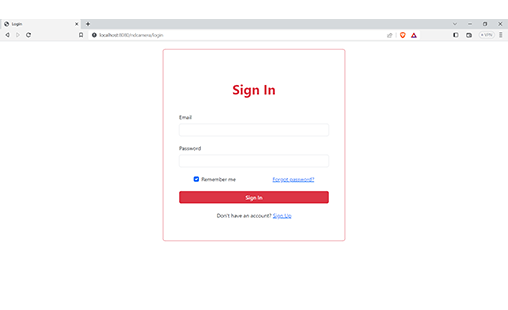 Login
localhost:8080/ndcamera/login
Sign In
Email
Password
Remember me Forgot password?
Sign In
Don't have an account? Sign Up